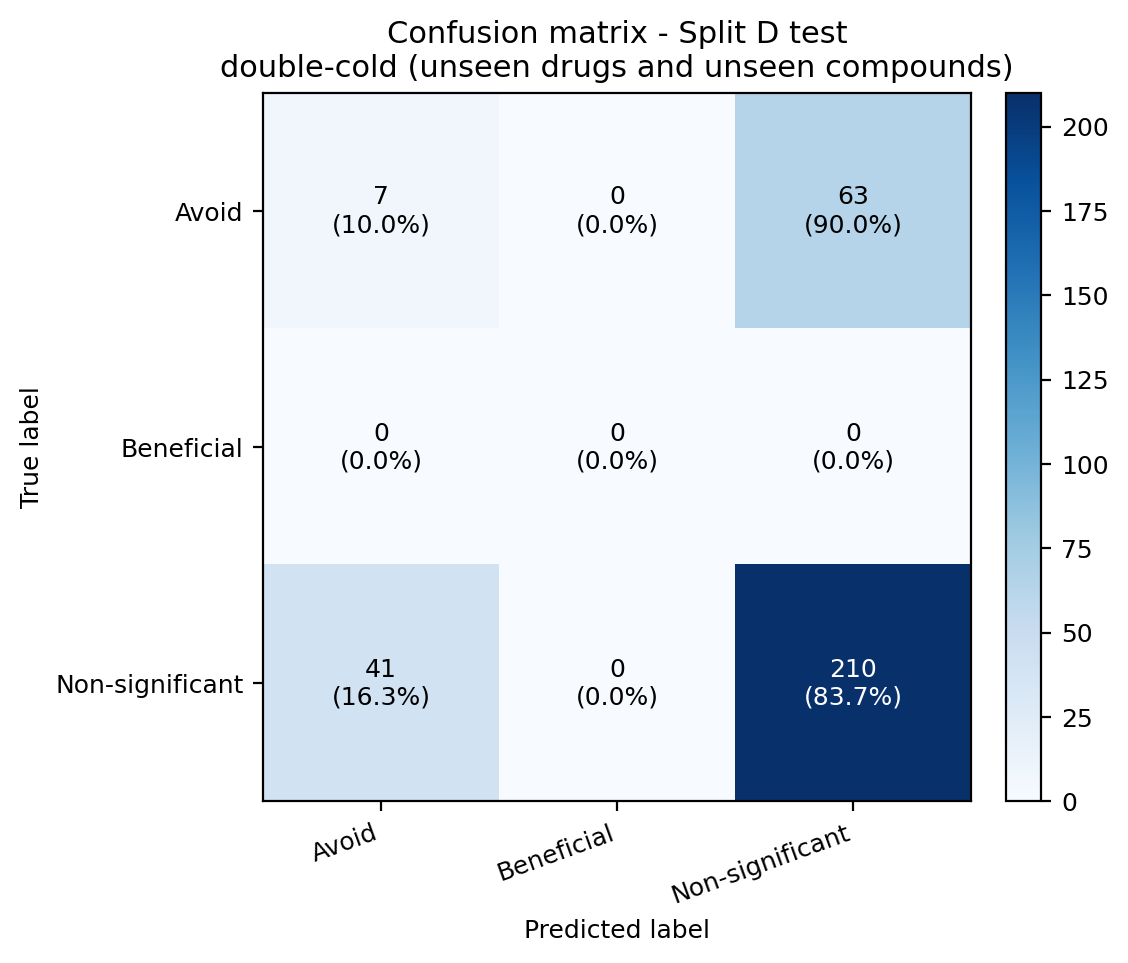 Confusion matrix - Split D test
double-cold (unseen drugs and unseen compounds)
True label
Avoid
7
(10.0%)
0
(0.0%)
63
(90.0%)
Beneficial
0
(0.0%)
0
(0.0%)
0
(0.0%)
Non-significant
41
(16.3%)
0
(0.0%)
210
(83.7%)
Avoid
Beneficial
Non-significant
Predicted label
200
175
150
125
100
75
50
25
0